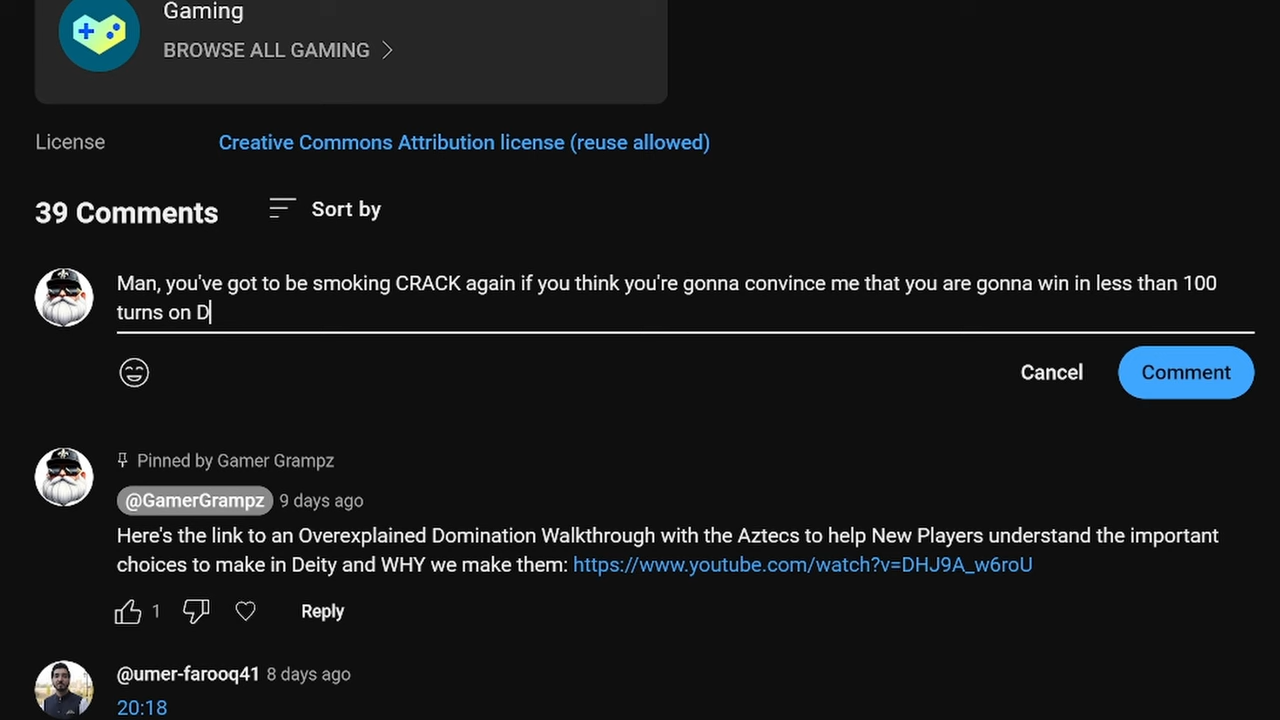 Gaming
BROWSE ALL GAMING
License
Creative Commons Attribution license (reuse allowed)
39 Comments
Sort by
Man, you've got to be smoking CRACK again if you think you're gonna convince me that you are gonna win in less than 100
turns on D
Cancel
Comment
Pinned by Gamer Grampz
@GamerGrampz 9 days ago
Here's the link to an Overexplained Domination Walkthrough with the Aztecs to help New Players understand the important
choices to make in Deity and WHY we make them: https://www.youtube.com/watch?v=DHJ9A_w6roU
1
Reply
@umer-farooq41 8 days ago
20:18